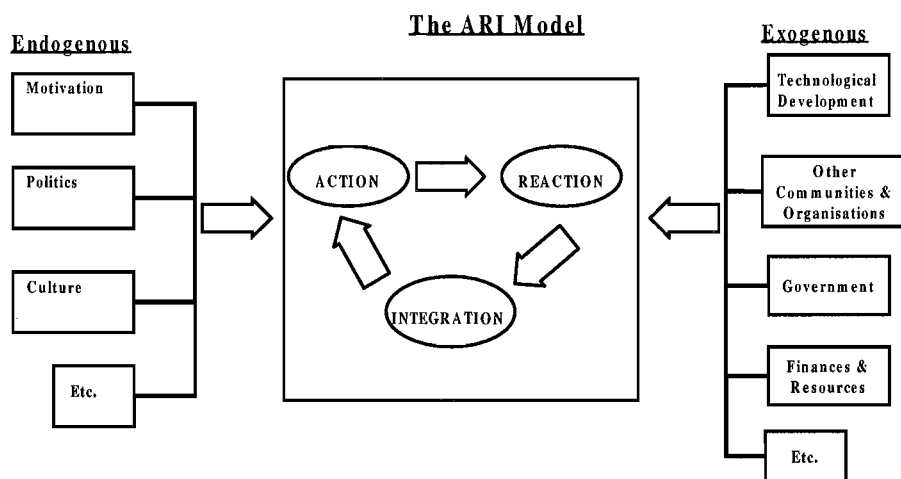 The ARI Model
Endogenous
Motivation
Politics
Culture
Etc.
ACTION
REACTION
INTEGRATION
Exogenous
Technological
Development
Other
Communities &
Organisations
Government
Finances &
Resources
Etc.